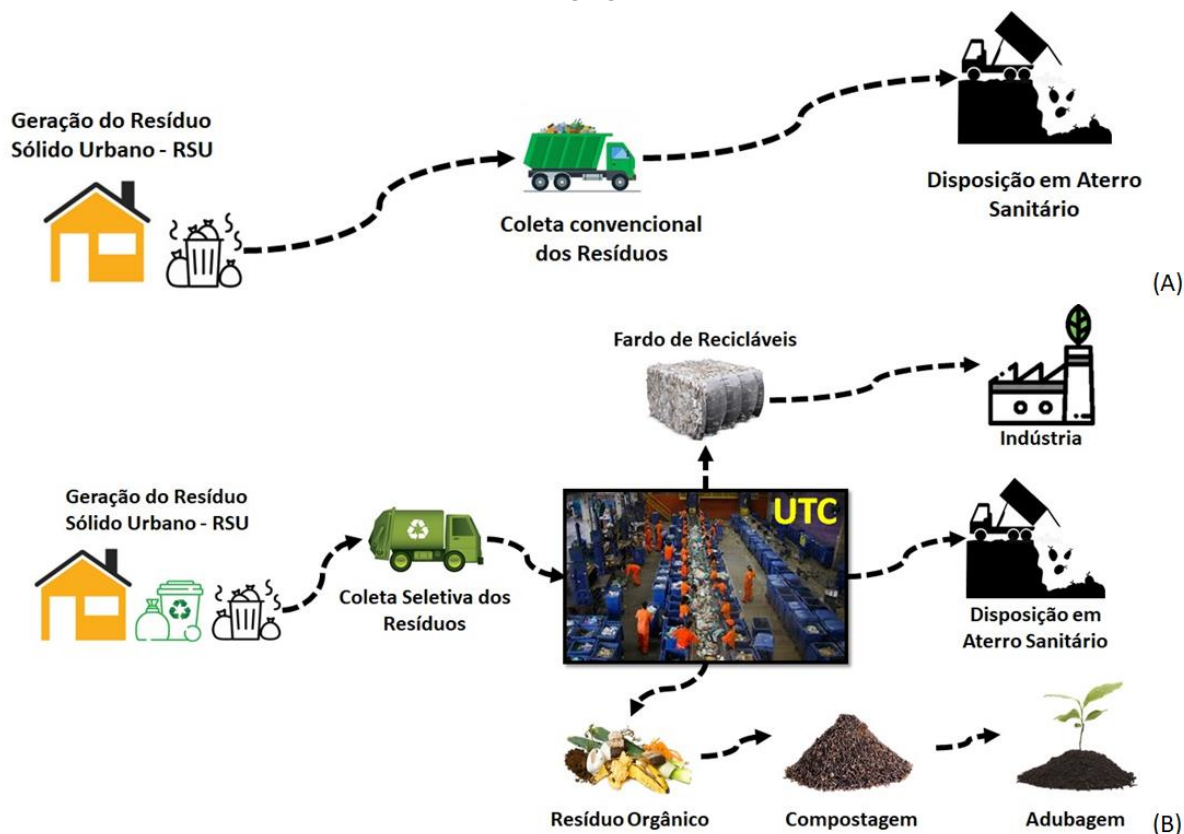 Geração do Resíduo
Sólido Urbano - RSU
Coleta convencional
dos Resíduos
Disposição em Aterro
Sanitário
(A)
Fardo de Recicláveis
Indústria
Geração do Resíduo
Sólido Urbano - RSU
Coleta Seletiva dos
Resíduos
UTC
Disposição em
Aterro Sanitário
Resíduo Orgânico
Compostagem
Adubagem
(B)